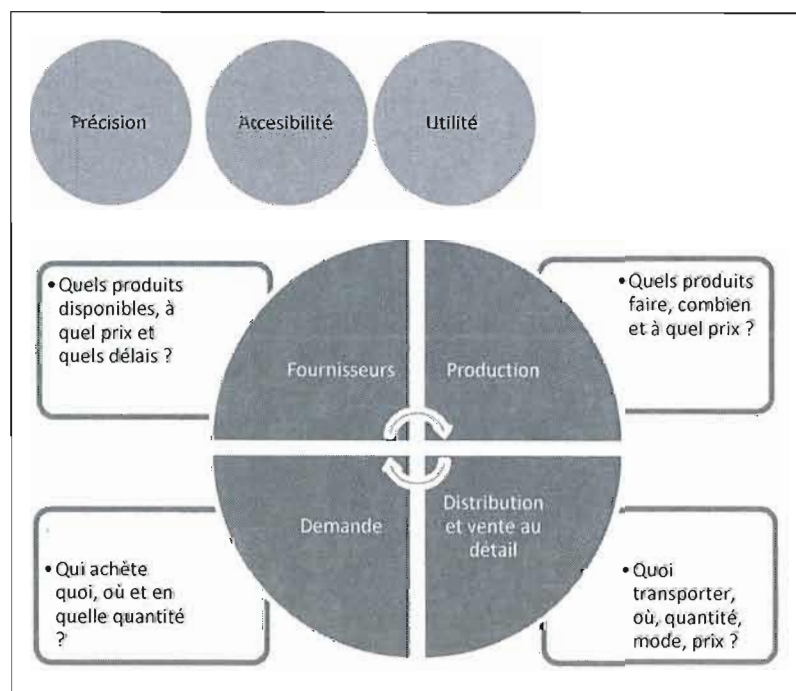 Précision
Accesibilité
Utilité
• Quels produits
disponibles, à
quel prix et
quels délais ?
Fournisseurs
Production
• Quels produits
faire, combien
et à quel prix ?
• Qui achète
quoi, où et en
quelle quantité
?
Demande
Distribution
et vente au
détail
• Quoi
transporter,
où, quantité,
mode, prix ?